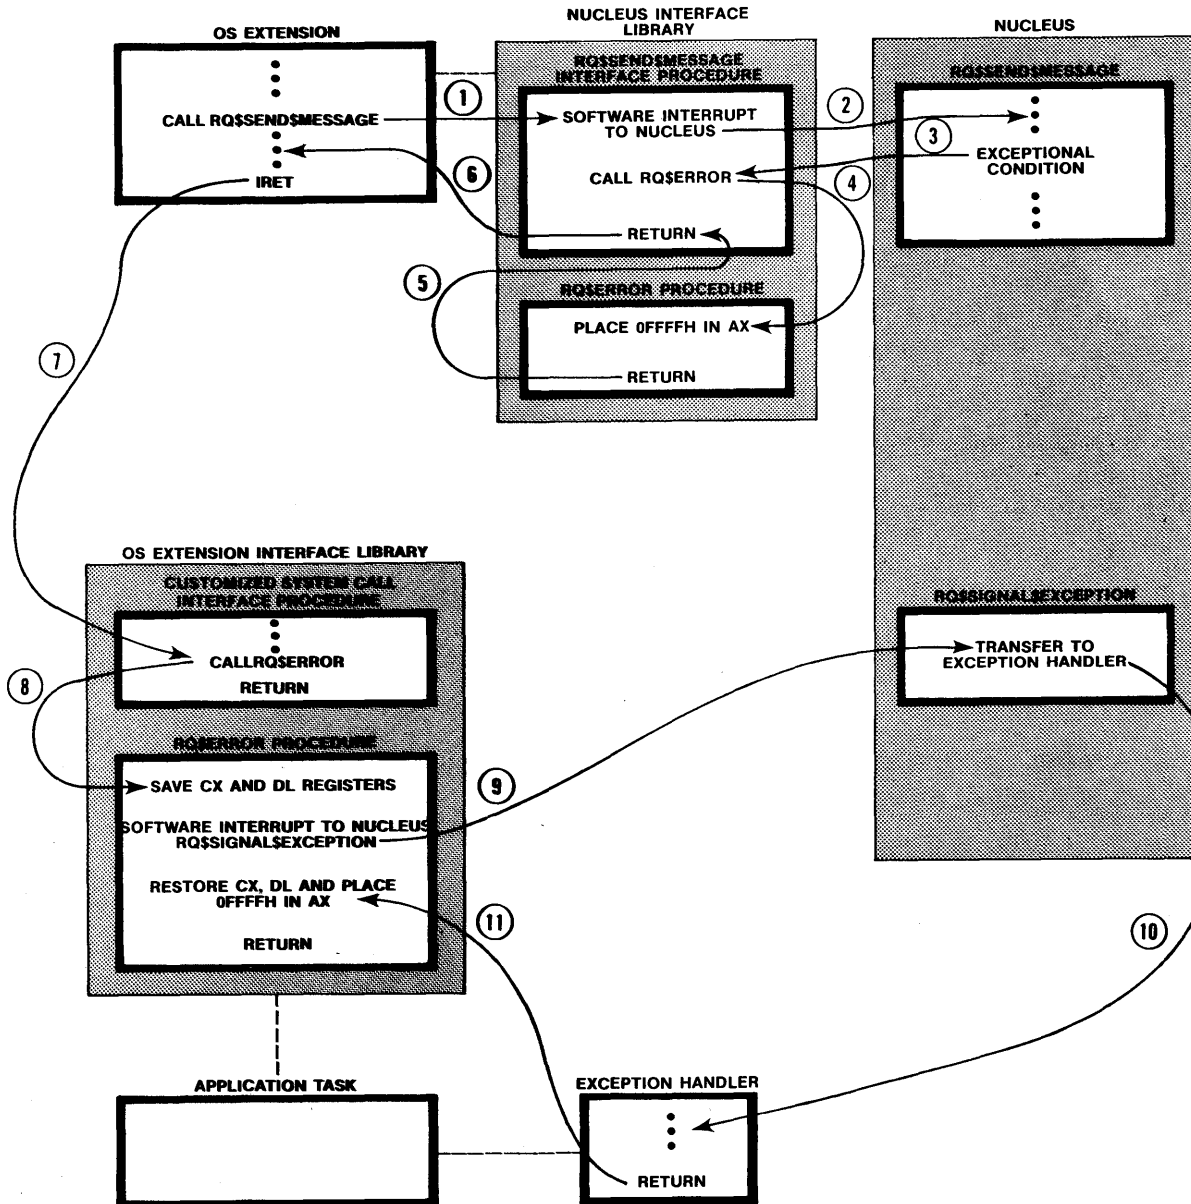 OS EXTENSION
CALL RQ$SEND$MESSAGE
IRET
NUCLEUS INTERFACE
LIBRARY
RQ$SEND$MESSAGE
INTERFACE PROCEDURE
SOFTWARE INTERRUPT
TO NUCLEUS
CALL RQ$ERROR
RETURN
RQ$ERROR PROCEDURE
PLACE 0FFFFH IN AX
RETURN
NUCLEUS
RQ$SEND$MESSAGE
EXCEPTIONAL
CONDITION
1
2
3
4
5
6
7
OS EXTENSION INTERFACE LIBRARY
CUSTOMIZED SYSTEM CALL
INTERFACE PROCEDURE
CALLRQ$ERROR
RETURN
8
RQ$ERROR PROCEDURE
SAVE CX AND DL REGISTERS
SOFTWARE INTERRUPT TO NUCLEUS
RQ$SIGNAL$EXCEPTION
RESTORE CX, DL AND PLACE
0FFFFH IN AX
RETURN
9
RQ$SIGNAL$EXCEPTION
TRANSFER TO
EXCEPTION HANDLER
10
11
APPLICATION TASK
EXCEPTION HANDLER
RETURN